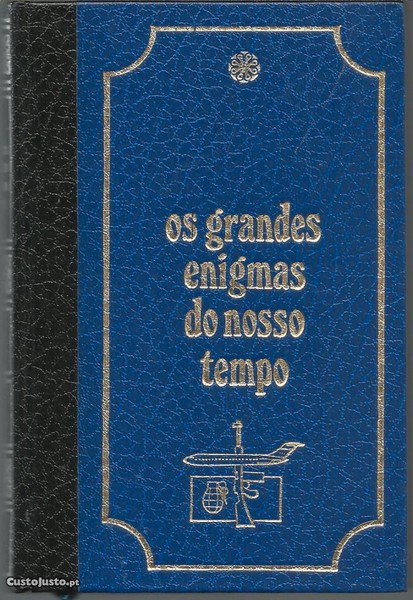 os grandes
enigmas
do nosso
tempo
CustoJusto.pt